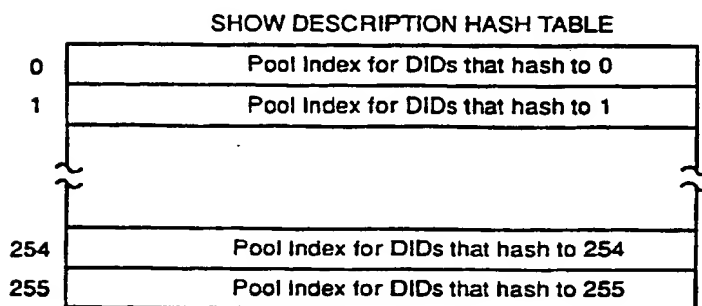 SHOW DESCRIPTION HASH TABLE
0 Pool Index for DIDs that hash to 0
1 Pool Index for DIDs that hash to 1
254 Pool Index for DIDs that hash to 254
255 Pool Index for DIDs that hash to 255